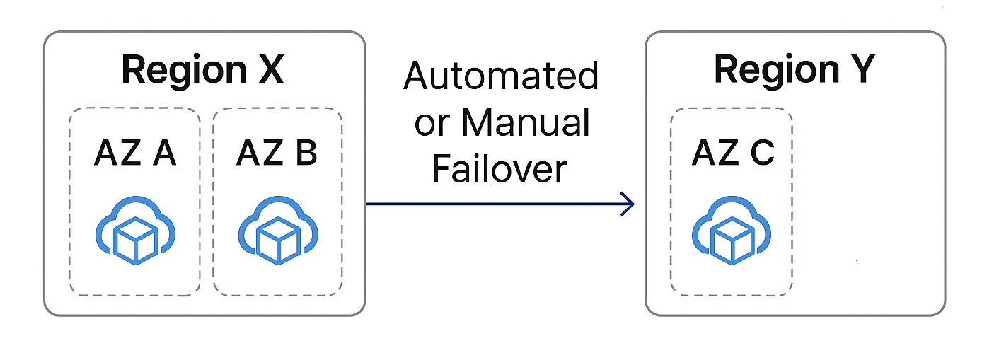 Region X
AZ A
AZ B
Automated
or Manual
Failover
Region Y
AZ C